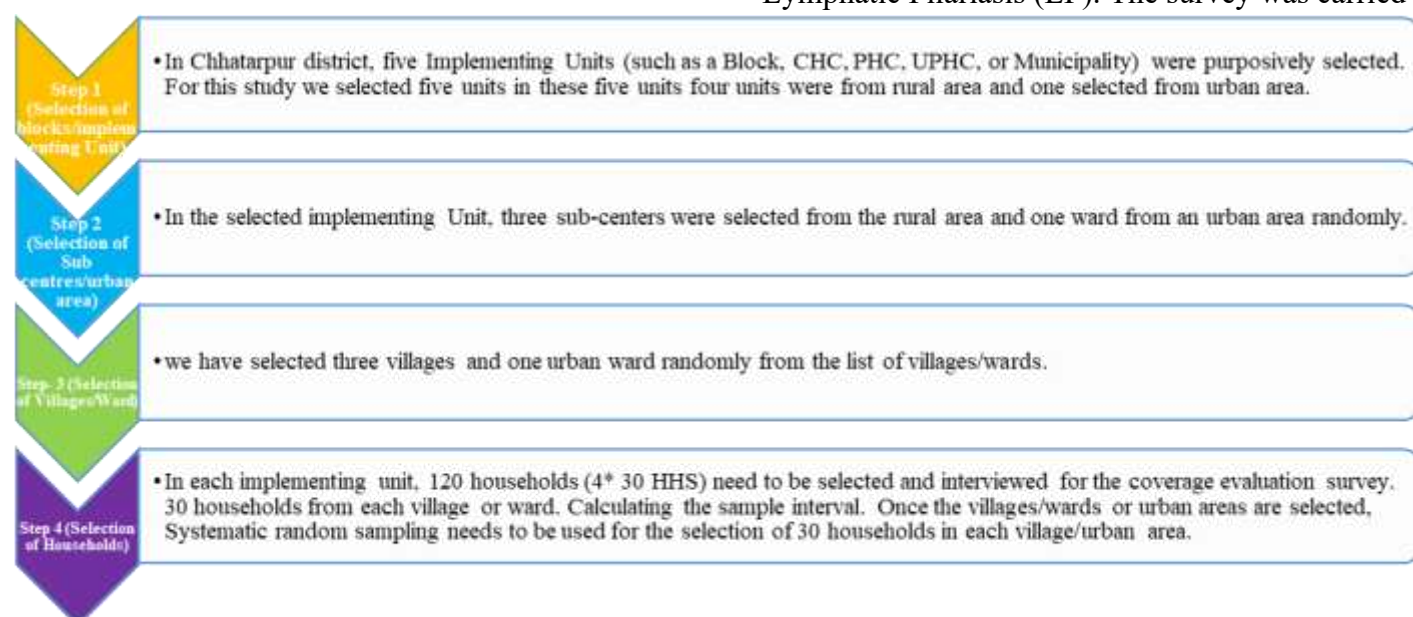 Lymphatic Filariasis (LF). The survey was carried
Step 1
(Selection of
blocks/implem
enting Unit)
•In Chhatarpur district, five Implementing Units (such as a Block, CHC, PHC, UPHC, or Municipality) were purposively selected.
For this study we selected five units in these five units four units were from rural area and one selected from urban area.
Step 2
(Selection of
Sub
centres/urban
area)
•In the selected implementing Unit, three sub-centers were selected from the rural area and one ward from an urban area randomly.
Step- 3 (Selection
of Villages/Ward)
•we have selected three villages and one urban ward randomly from the list of villages/wards.
Step 4 (Selection
of Households)
•In each implementing unit, 120 households (4* 30 HHS) need to be selected and interviewed for the coverage evaluation survey.
30 households from each village or ward. Calculating the sample interval. Once the villages/wards or urban areas are selected,
Systematic random sampling needs to be used for the selection of 30 households in each village/urban area.